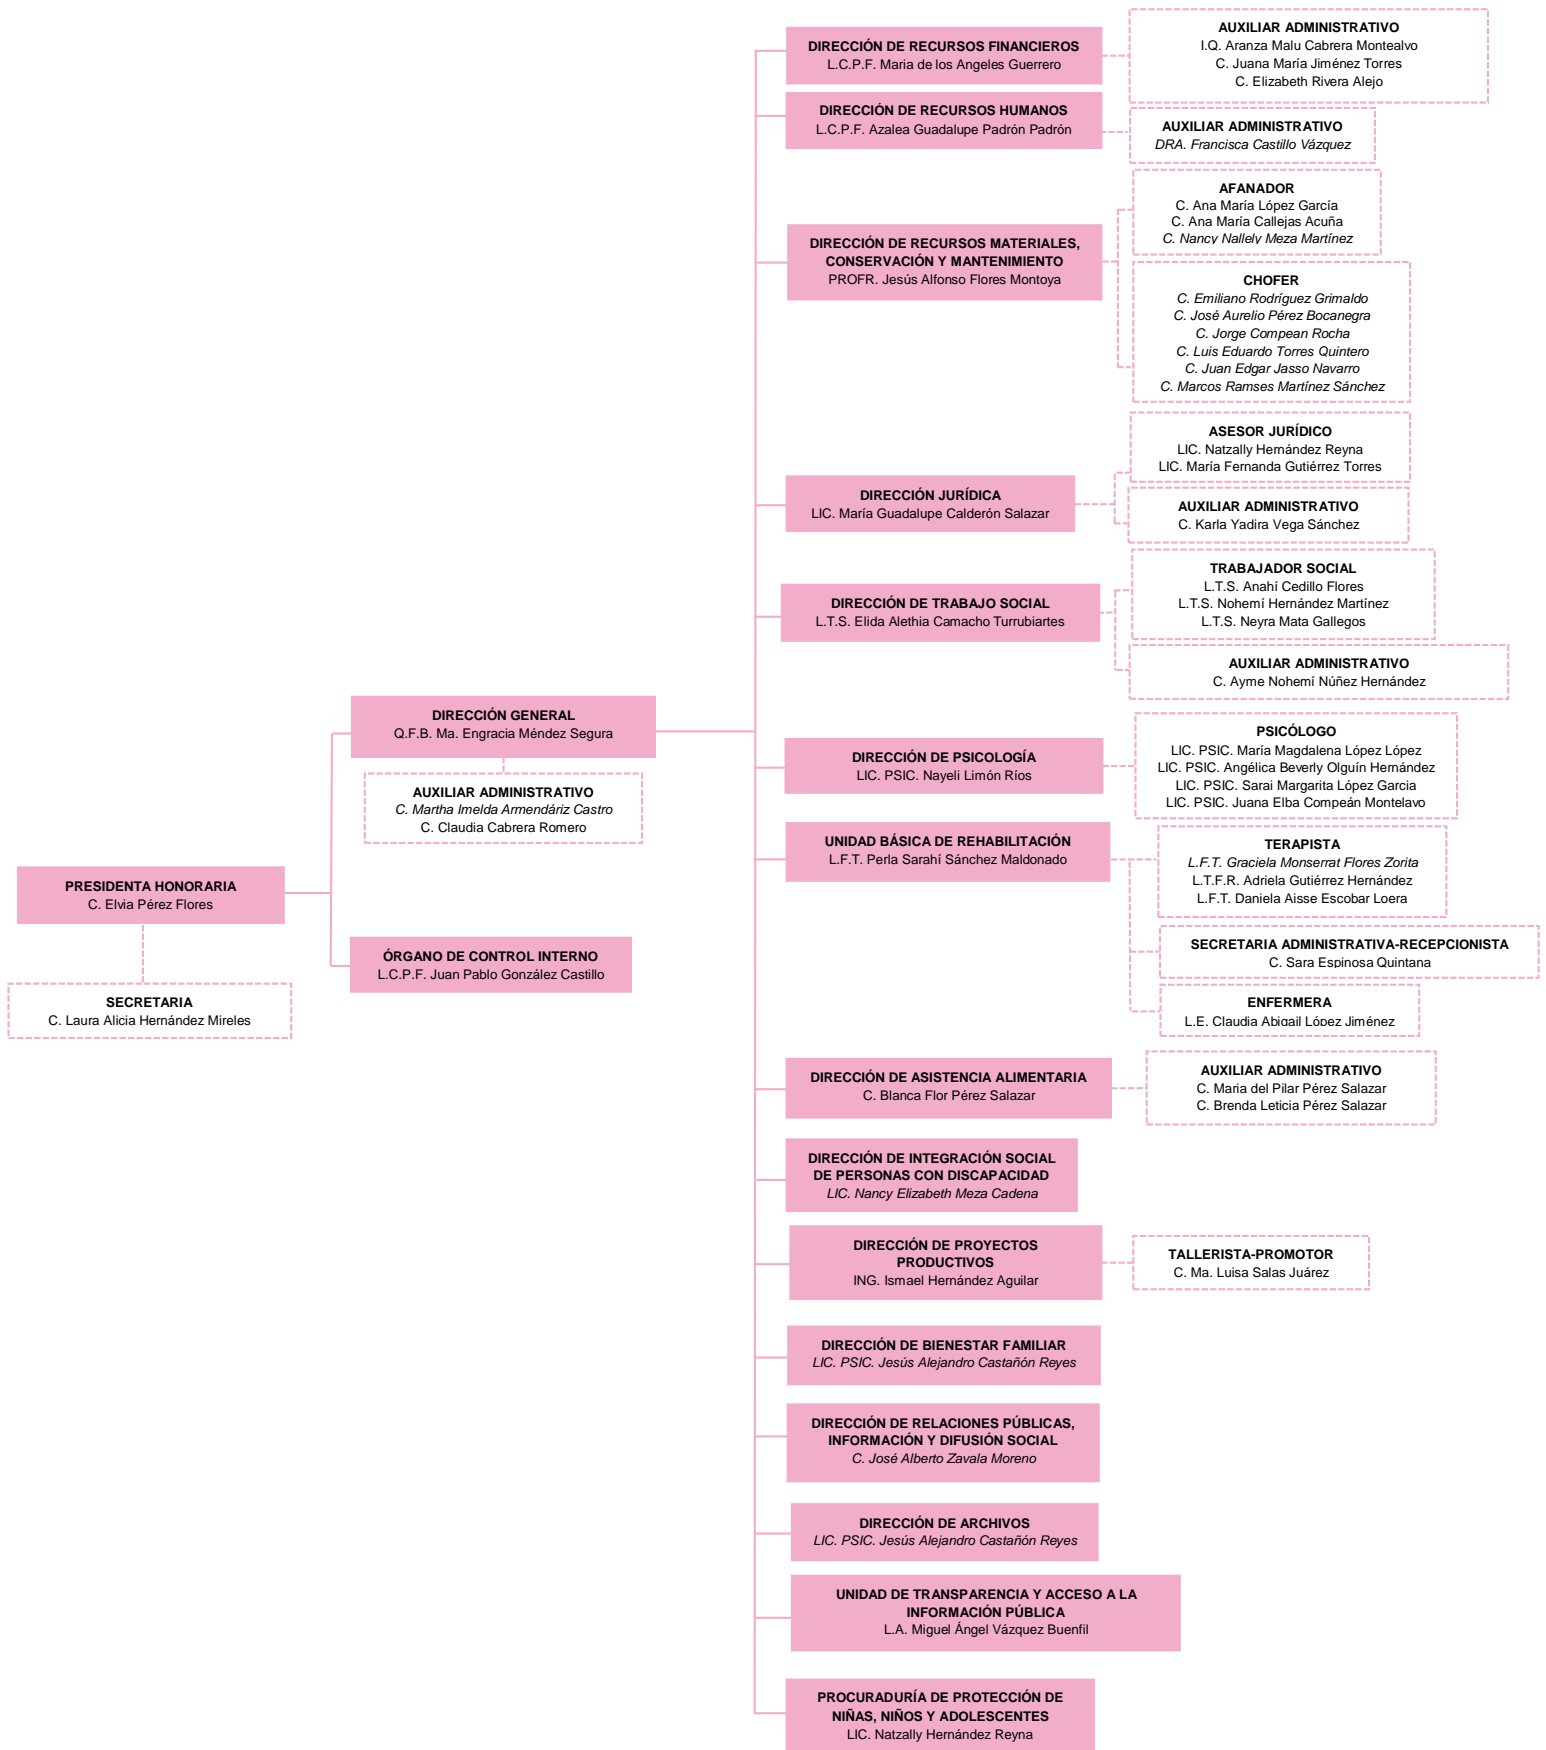 PRESIDENTA HONORARIA
C. Elvia Pérez Flores
SECRETARIA
C. Laura Alicia Hernández Mireles
DIRECCIÓN GENERAL
Q.F.B. Ma. Engracia Méndez Segura
AUXILIAR ADMINISTRATIVO
C. Martha Imelda Armendáriz Castro
C. Claudia Cabrera Romero
ÓRGANO DE CONTROL INTERNO
L.C.P.F. Juan Pablo González Castillo
DIRECCIÓN DE RECURSOS FINANCIEROS
L.C.P.F. Maria de los Angeles Guerrero
AUXILIAR ADMINISTRATIVO
I.Q. Aranza Malu Cabrera Montealvo
C. Juana María Jiménez Torres
C. Elizabeth Rivera Alejo
DIRECCIÓN DE RECURSOS HUMANOS
L.C.P.F. Azalea Guadalupe Padrón Padrón
AUXILIAR ADMINISTRATIVO
DRA. Francisca Castillo Vázquez
DIRECCIÓN DE RECURSOS MATERIALES,
CONSERVACIÓN Y MANTENIMIENTO
PROFR. Jesús Alfonso Flores Montoya
AFANADOR
C. Ana María López García
C. Ana María Callejas Acuña
C. Nancy Nallely Meza Martínez
CHOFER
C. Emiliano Rodríguez Grimaldo
C. José Aurelio Pérez Bocanegra
C. Jorge Compean Rocha
C. Luis Eduardo Torres Quintero
C. Juan Edgar Jasso Navarro
C. Marcos Ramses Martínez Sánchez
DIRECCIÓN JURÍDICA
LIC. María Guadalupe Calderón Salazar
ASESOR JURÍDICO
LIC. Natzally Hernández Reyna
LIC. María Fernanda Gutiérrez Torres
AUXILIAR ADMINISTRATIVO
C. Karla Yadira Vega Sánchez
DIRECCIÓN DE TRABAJO SOCIAL
L.T.S. Elida Alethia Camacho Turrubiartes
TRABAJADOR SOCIAL
L.T.S. Anahí Cedillo Flores
L.T.S. Nohemí Hernández Martínez
L.T.S. Neyra Mata Gallegos
AUXILIAR ADMINISTRATIVO
C. Ayme Nohemí Núñez Hernández
DIRECCIÓN DE PSICOLOGÍA
LIC. PSIC. Nayeli Limón Ríos
PSICÓLOGO
LIC. PSIC. María Magdalena López López
LIC. PSIC. Angélica Beverly Olguín Hernández
LIC. PSIC. Sarai Margarita López Garcia
LIC. PSIC. Juana Elba Compeán Montelavo
UNIDAD BÁSICA DE REHABILITACIÓN
L.F.T. Perla Sarahí Sánchez Maldonado
TERAPISTA
L.F.T. Graciela Monserrat Flores Zorita
L.T.F.R. Adriela Gutiérrez Hernández
L.F.T. Daniela Aisse Escobar Loera
SECRETARIA ADMINISTRATIVA-RECEPCIONISTA
C. Sara Espinosa Quintana
ENFERMERA
L.E. Claudia Abigail López Jiménez
DIRECCIÓN DE ASISTENCIA ALIMENTARIA
C. Blanca Flor Pérez Salazar
AUXILIAR ADMINISTRATIVO
C. Maria del Pilar Pérez Salazar
C. Brenda Leticia Pérez Salazar
DIRECCIÓN DE INTEGRACIÓN SOCIAL
DE PERSONAS CON DISCAPACIDAD
LIC. Nancy Elizabeth Meza Cadena
DIRECCIÓN DE PROYECTOS
PRODUCTIVOS
ING. Ismael Hernández Aguilar
TALLERISTA-PROMOTOR
C. Ma. Luisa Salas Juárez
DIRECCIÓN DE BIENESTAR FAMILIAR
LIC. PSIC. Jesús Alejandro Castañón Reyes
DIRECCIÓN DE RELACIONES PÚBLICAS,
INFORMACIÓN Y DIFUSIÓN SOCIAL
C. José Alberto Zavala Moreno
DIRECCIÓN DE ARCHIVOS
LIC. PSIC. Jesús Alejandro Castañón Reyes
UNIDAD DE TRANSPARENCIA Y ACCESO A LA
INFORMACIÓN PÚBLICA
L.A. Miguel Ángel Vázquez Buenfil
PROCURADURÍA DE PROTECCIÓN DE
NIÑAS, NIÑOS Y ADOLESCENTES
LIC. Natzally Hernández Reyna